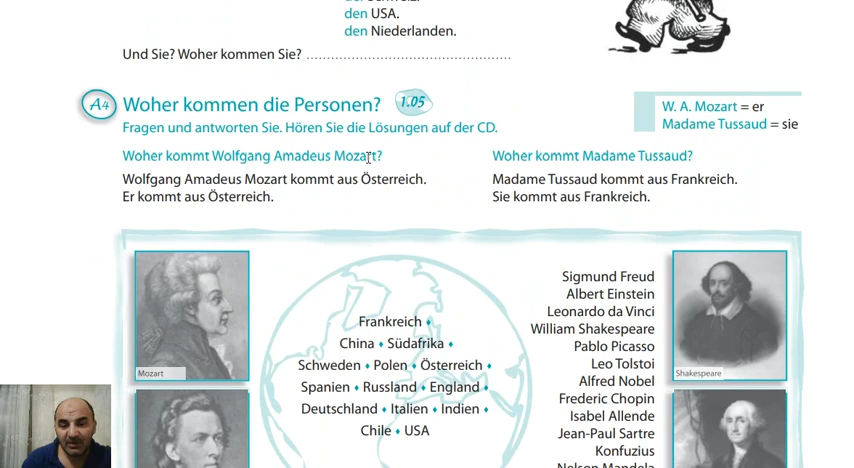 den USA.
den Niederlanden.
Und Sie? Woher kommen Sie? ........................................................
A4 Woher kommen die Personen? 1.05
Fragen und antworten Sie. Hören Sie die Lösungen auf der CD.
W. A. Mozart = er
Madame Tussaud = sie
Woher kommt Wolfgang Amadeus Mozart?
Wolfgang Amadeus Mozart kommt aus Österreich.
Er kommt aus Österreich.
Woher kommt Madame Tussaud?
Madame Tussaud kommt aus Frankreich.
Sie kommt aus Frankreich.
Mozart
Frankreich ♦
China ♦ Südafrika ♦
Schweden ♦ Polen ♦ Österreich ♦
Spanien ♦ Russland ♦ England ♦
Deutschland ♦ Italien ♦ Indien ♦
Chile ♦ USA
Sigmund Freud
Albert Einstein
Leonardo da Vinci
William Shakespeare
Pablo Picasso
Leo Tolstoi
Alfred Nobel
Frederic Chopin
Isabel Allende
Jean-Paul Sartre
Konfuzius
Nelson Mandela
Shakespeare